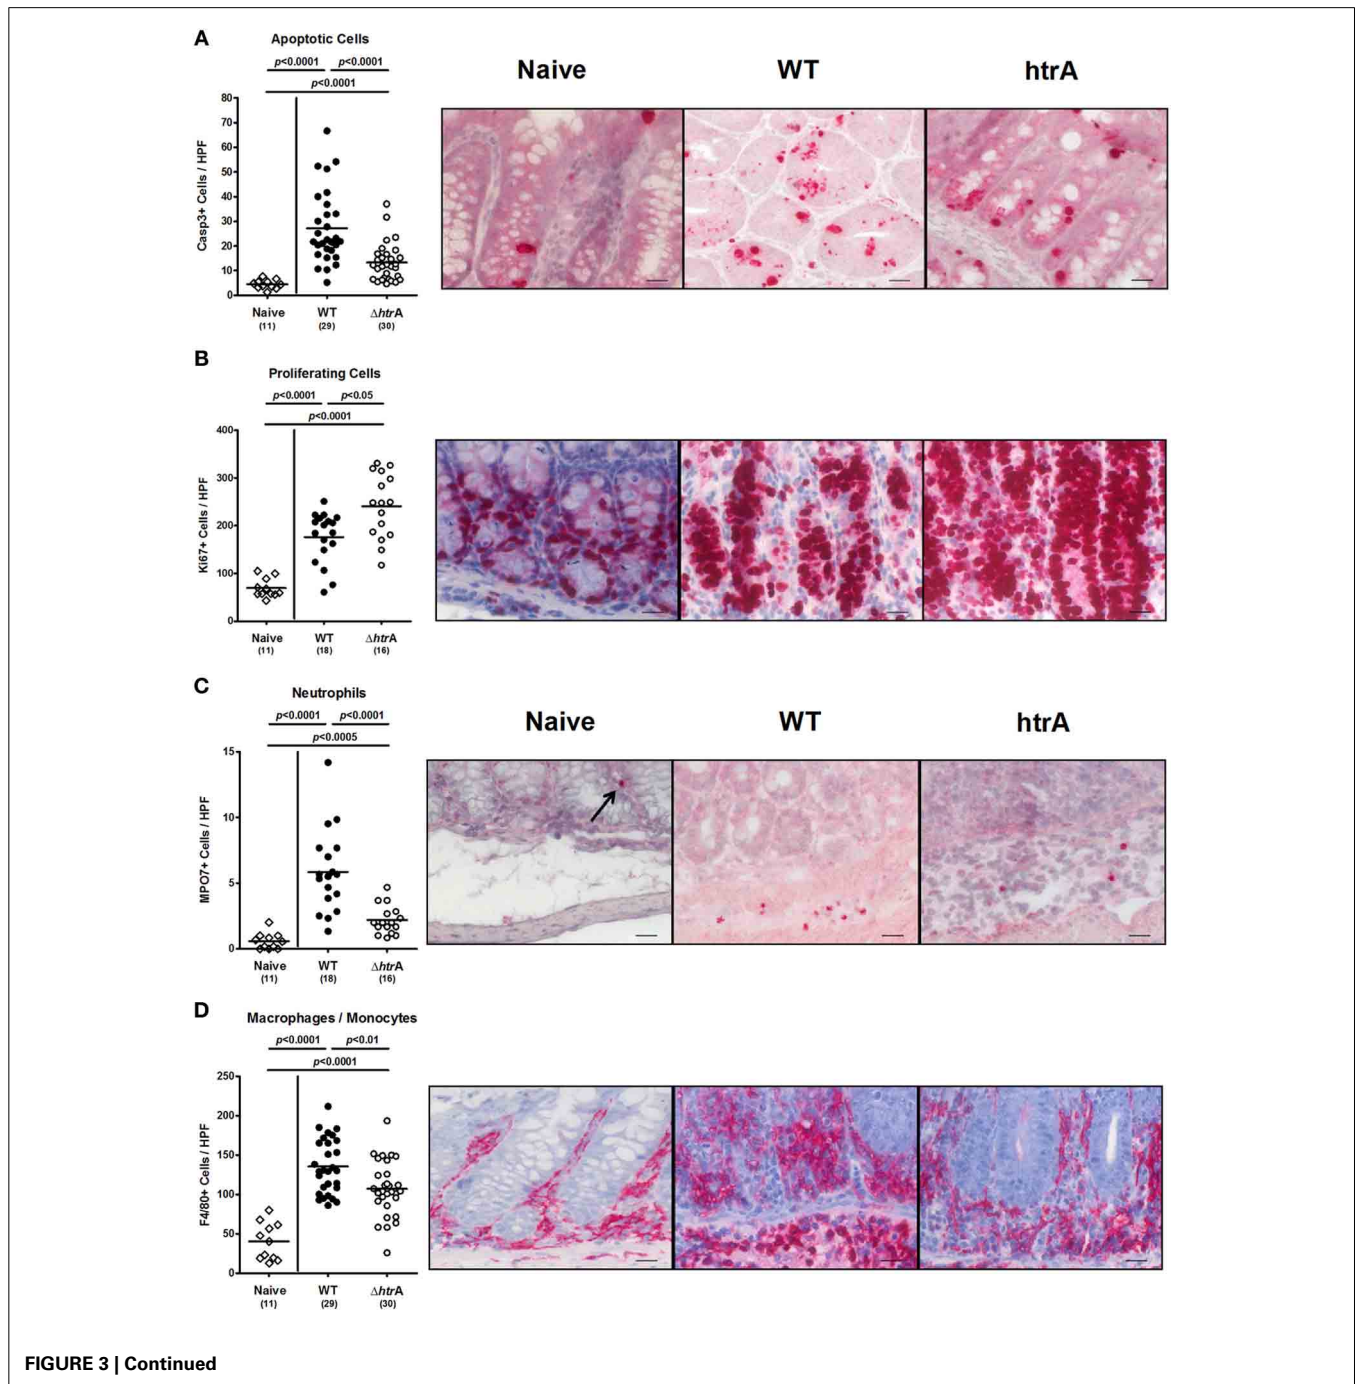 A
Apoptotic Cells
p<0.0001 p<0.0001
p<0.0001
Naive WT htrA
80
70
60
50
40
30
20
10
0
Casp3+ Cells / HPF
Naive WT ΔhtrA
(11) (29) (30)
B
Proliferating Cells
p<0.0001 p<0.05
p<0.0001
400
300
200
100
0
Ki67+ Cells / HPF
Naive WT ΔhtrA
(11) (18) (16)
C
Neutrophils
p<0.0001 p<0.0001
p<0.0005
Naive WT htrA
15
10
5
0
MPO7+ Cells / HPF
Naive WT ΔhtrA
(11) (18) (16)
D
Macrophages / Monocytes
p<0.0001 p<0.01
p<0.0001
250
200
150
100
50
0
F4/80+ Cells / HPF
Naive WT ΔhtrA
(11) (29) (30)
FIGURE 3 | Continued